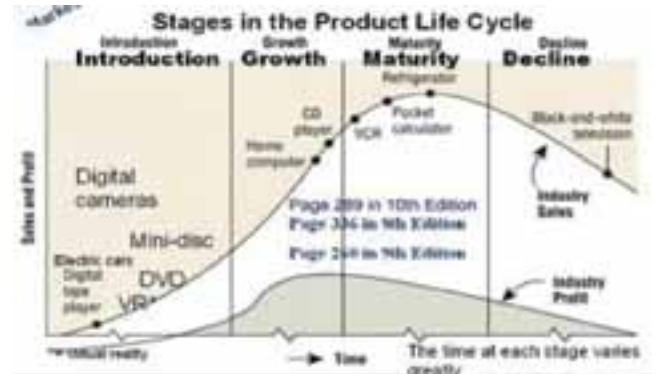 Stages in the Product Life Cycle
Introduction Growth Maturity Decline
Introduction Growth Maturity Decline
Refrigerator
CD
player
Pocket
calculator
VCR
Black-and-white
television
Home
computer
Sales and Profit
Digital
cameras
Industry
Sales
Page 289 in 10th Edition
Page 336 in 9th Edition
Page 260 in 9th Edition
Mini-disc
Electric cars
Digital
tape
player
DVD
Industry
Profit
Time
The time at each stage varies
greatly
virtual reality